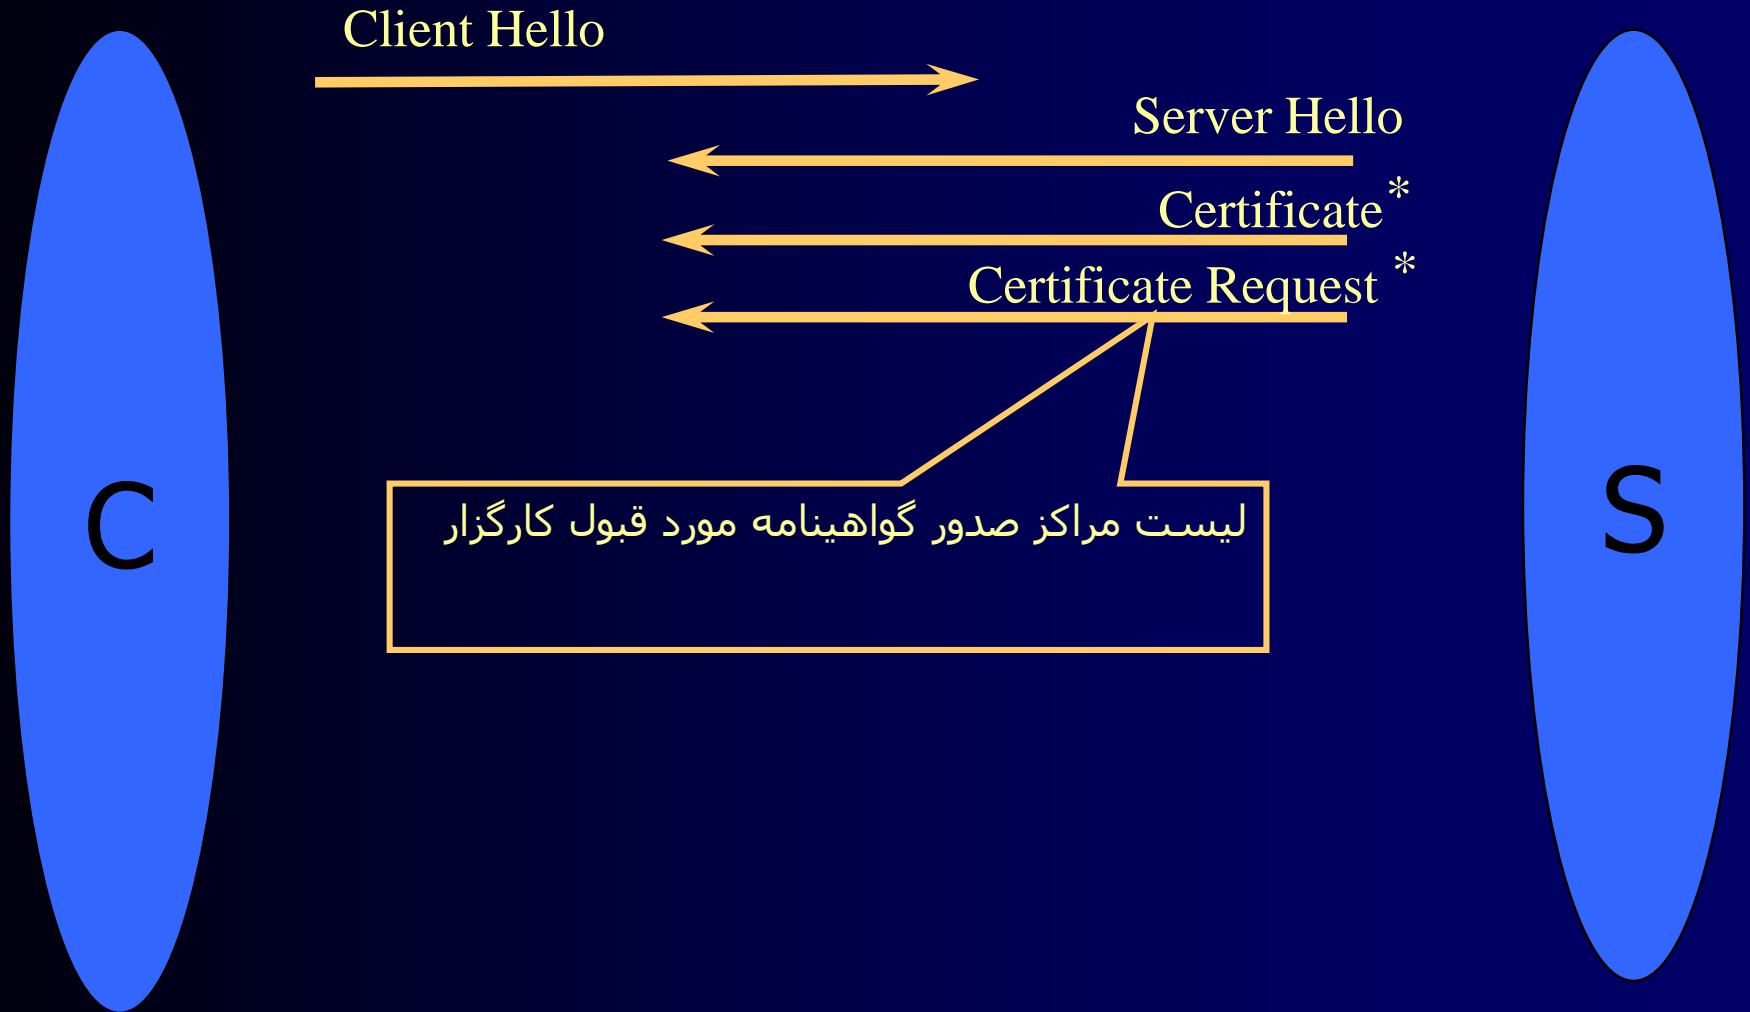 Client Hello
Server Hello
Certificate*
Certificate Request *
لیست مراکز صدور گواهینامه مورد قبول کارگزار
C
S